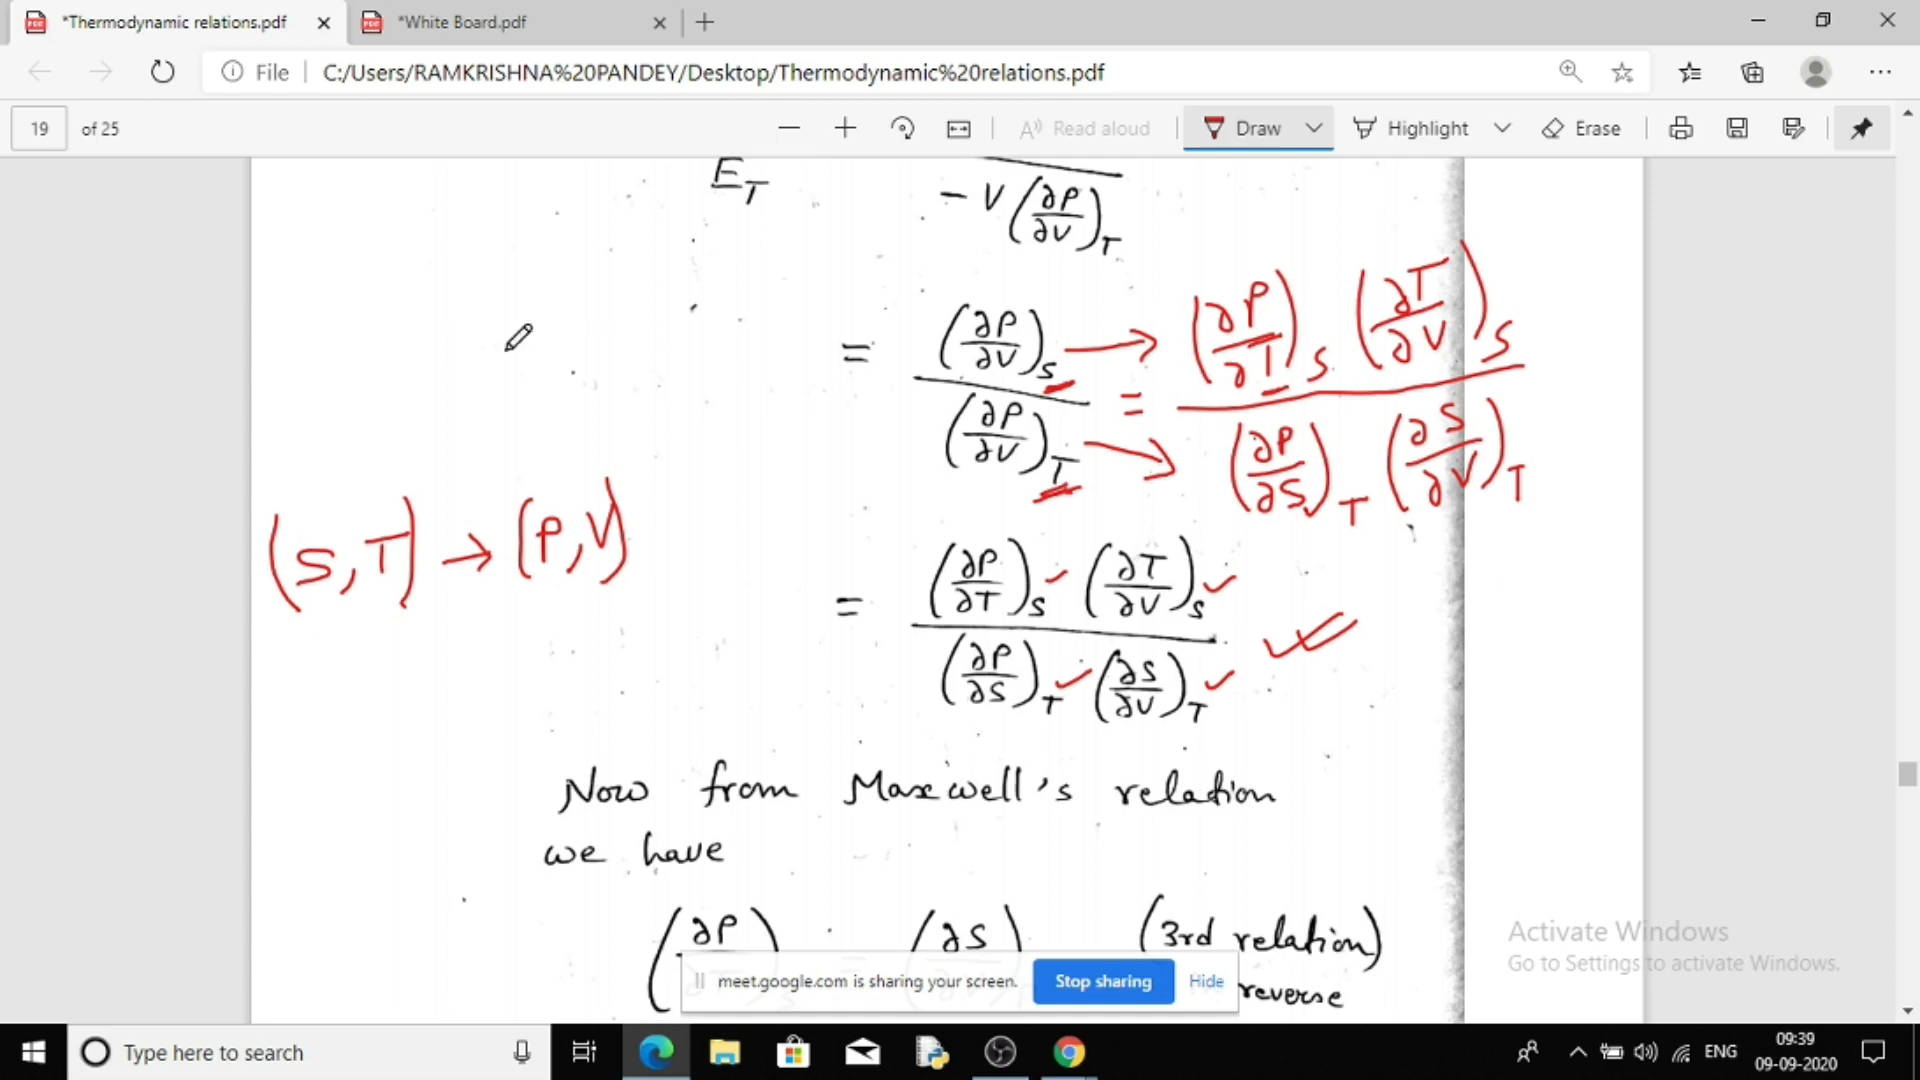 *Thermodynamic relations.pdf
*White Board.pdf
File C:/Users/RAMKRISHNA%20PANDEY/Desktop/Thermodynamic%20relations.pdf
19 of 25
Read aloud Draw Highlight Erase
E_T
- V (∂P/∂V)_T
= (∂P/∂V)_S / (∂P/∂V)_T → → = (∂P/∂T)_S (∂T/∂V)_S / (∂P/∂S)_T (∂S/∂V)_T
(S,T) → (P,V)
= (∂P/∂T)_S ✓ (∂T/∂V)_S ✓ / (∂P/∂S)_T ✓ (∂S/∂V)_T ✓
Now from Maxwell's relation
we have
(∂P (∂S) (3rd relation)
reverse
meet.google.com is sharing your screen. Stop sharing Hide
Activate Windows
Go to Settings to activate Windows.
Type here to search
ENG
09:39
09-09-2020